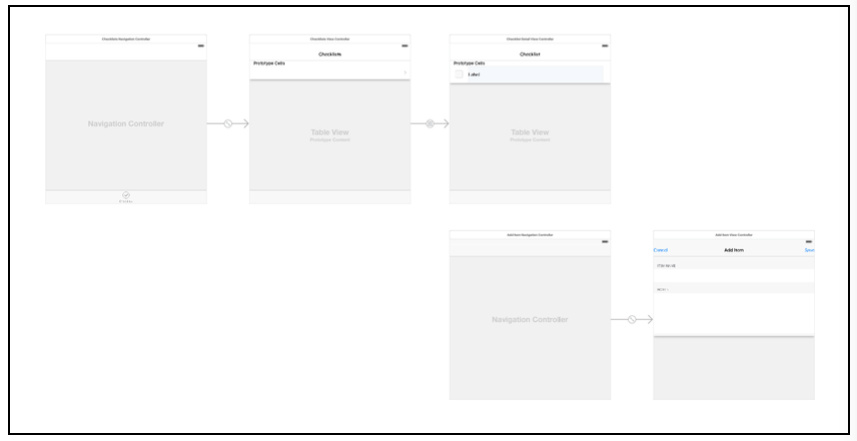 Checklists Navigation Controller
Checklists View Controller
Checklist Detail View Controller
Checklists
Checklist
Prototype Cells
Prototype Cells
Label
Navigation Controller
Table View
Prototype Content
Table View
Prototype Content
Add Item Navigation Controller
Add Item View Controller
Cancel
Add Item
Save
ITEM NAME
Navigation Controller